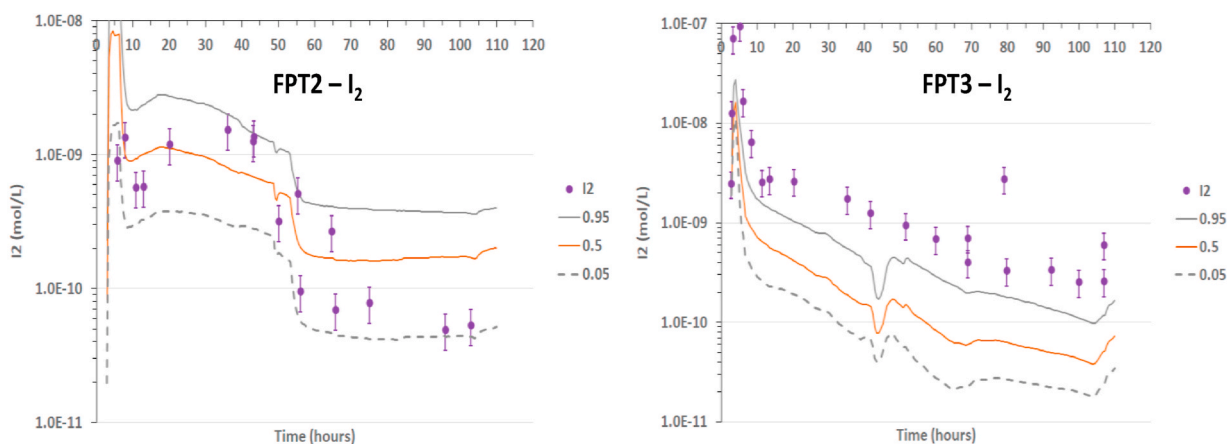 1.0E-08
0 10 20 30 40 50 60 70 80 90 100 110 120
FPT2 – I2
1.0E-09
I2 (mol/L)
1.0E-10
1.0E-11
Time (hours)
I2
0.95
0.5
0.05
1.0E-07
0 10 20 30 40 50 60 70 80 90 100 110 120
FPT3 – I2
1.0E-08
1.0E-09
I2 (mol/L)
1.0E-10
1.0E-11
Time (hours)
I2
0.95
0.5
0.05